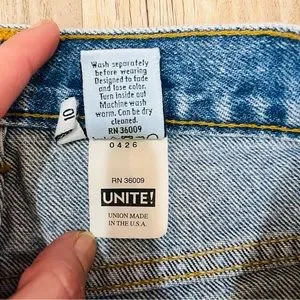 Wash separately
before wearing
Designed to fade
and lose color.
Turn inside out
Machine wash
warm. Can be dry
cleaned.
RN 36009
10
0426
RN 36009
UNITE!
UNION MADE
IN THE U.S.A.